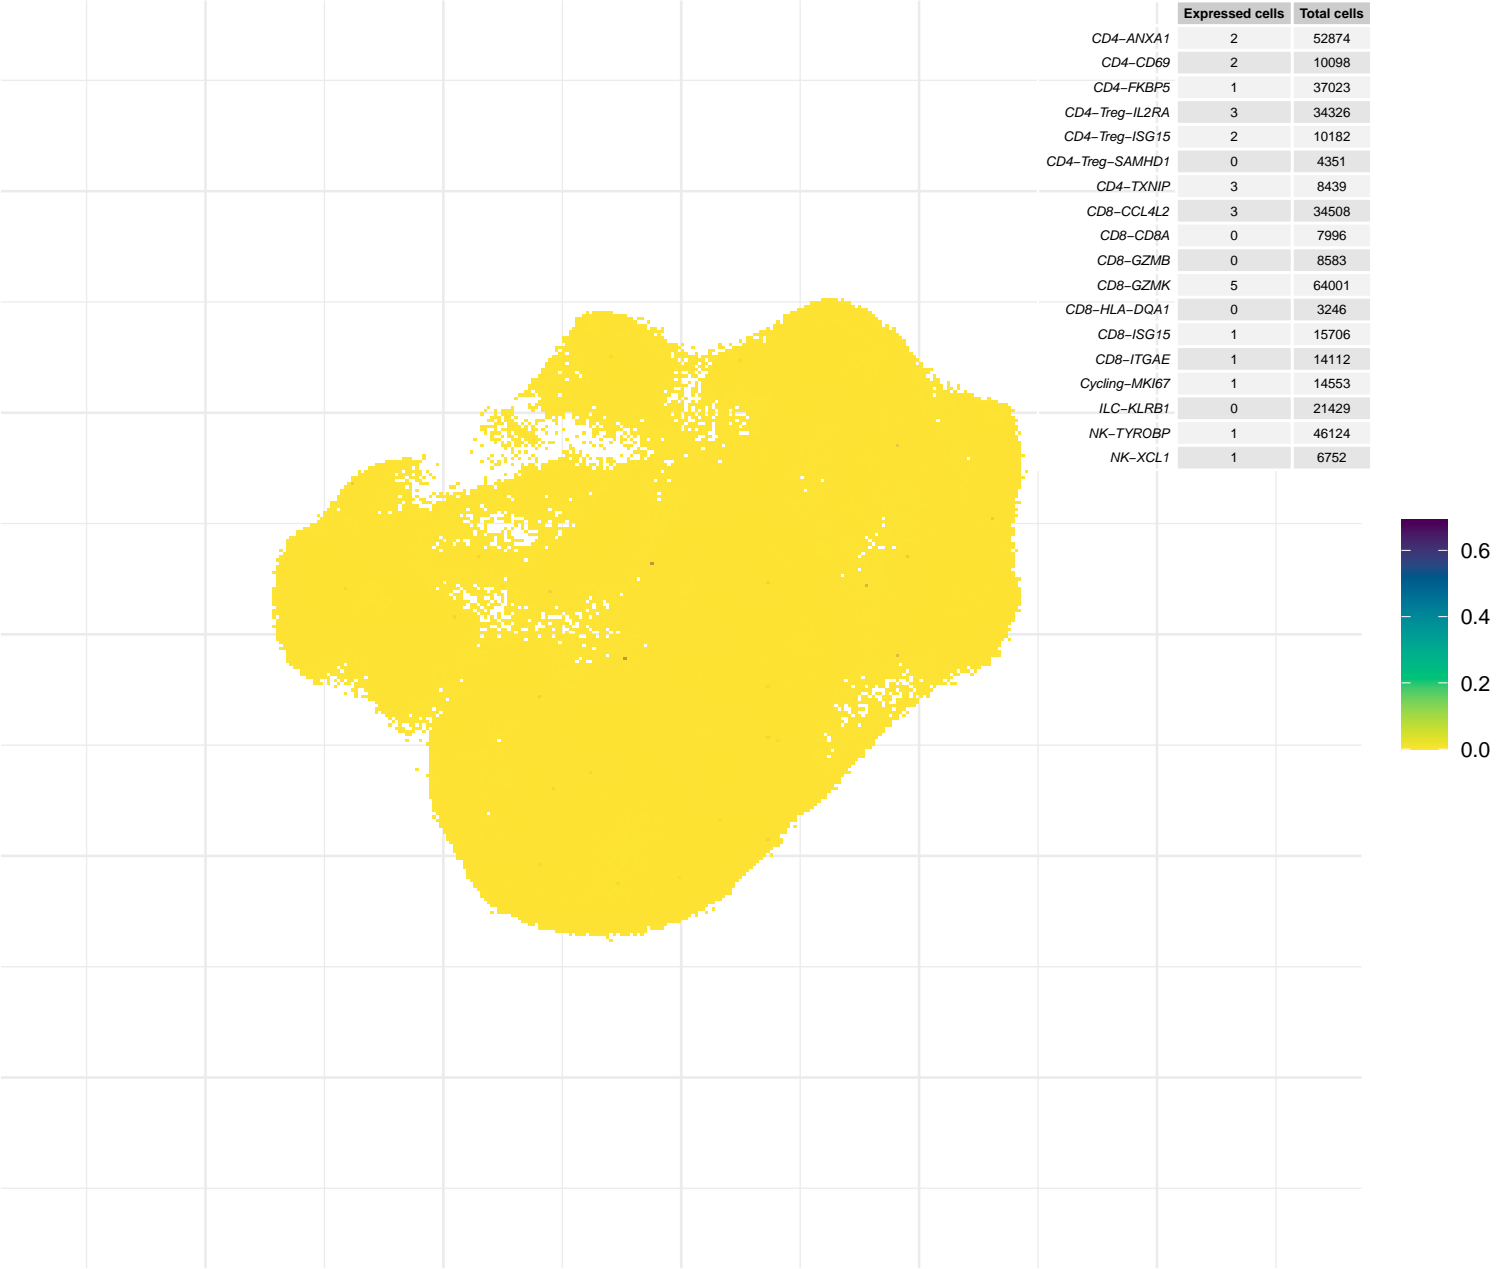 Expressed cells Total cells
CD4−ANXA1 2 52874
CD4−CD69 2 10098
CD4−FKBP5 1 37023
CD4−Treg−IL2RA 3 34326
CD4−Treg−ISG15 2 10182
CD4−Treg−SAMHD1 0 4351
CD4−TXNIP 3 8439
CD8−CCL4L2 3 34508
CD8−CD8A 0 7996
CD8−GZMB 0 8583
CD8−GZMK 5 64001
CD8−HLA−DQA1 0 3246
CD8−ISG15 1 15706
CD8−ITGAE 1 14112
Cycling−MKI67 1 14553
ILC−KLRB1 0 21429
NK−TYROBP 1 46124
NK−XCL1 1 6752
0.6
0.4
0.2
0.0